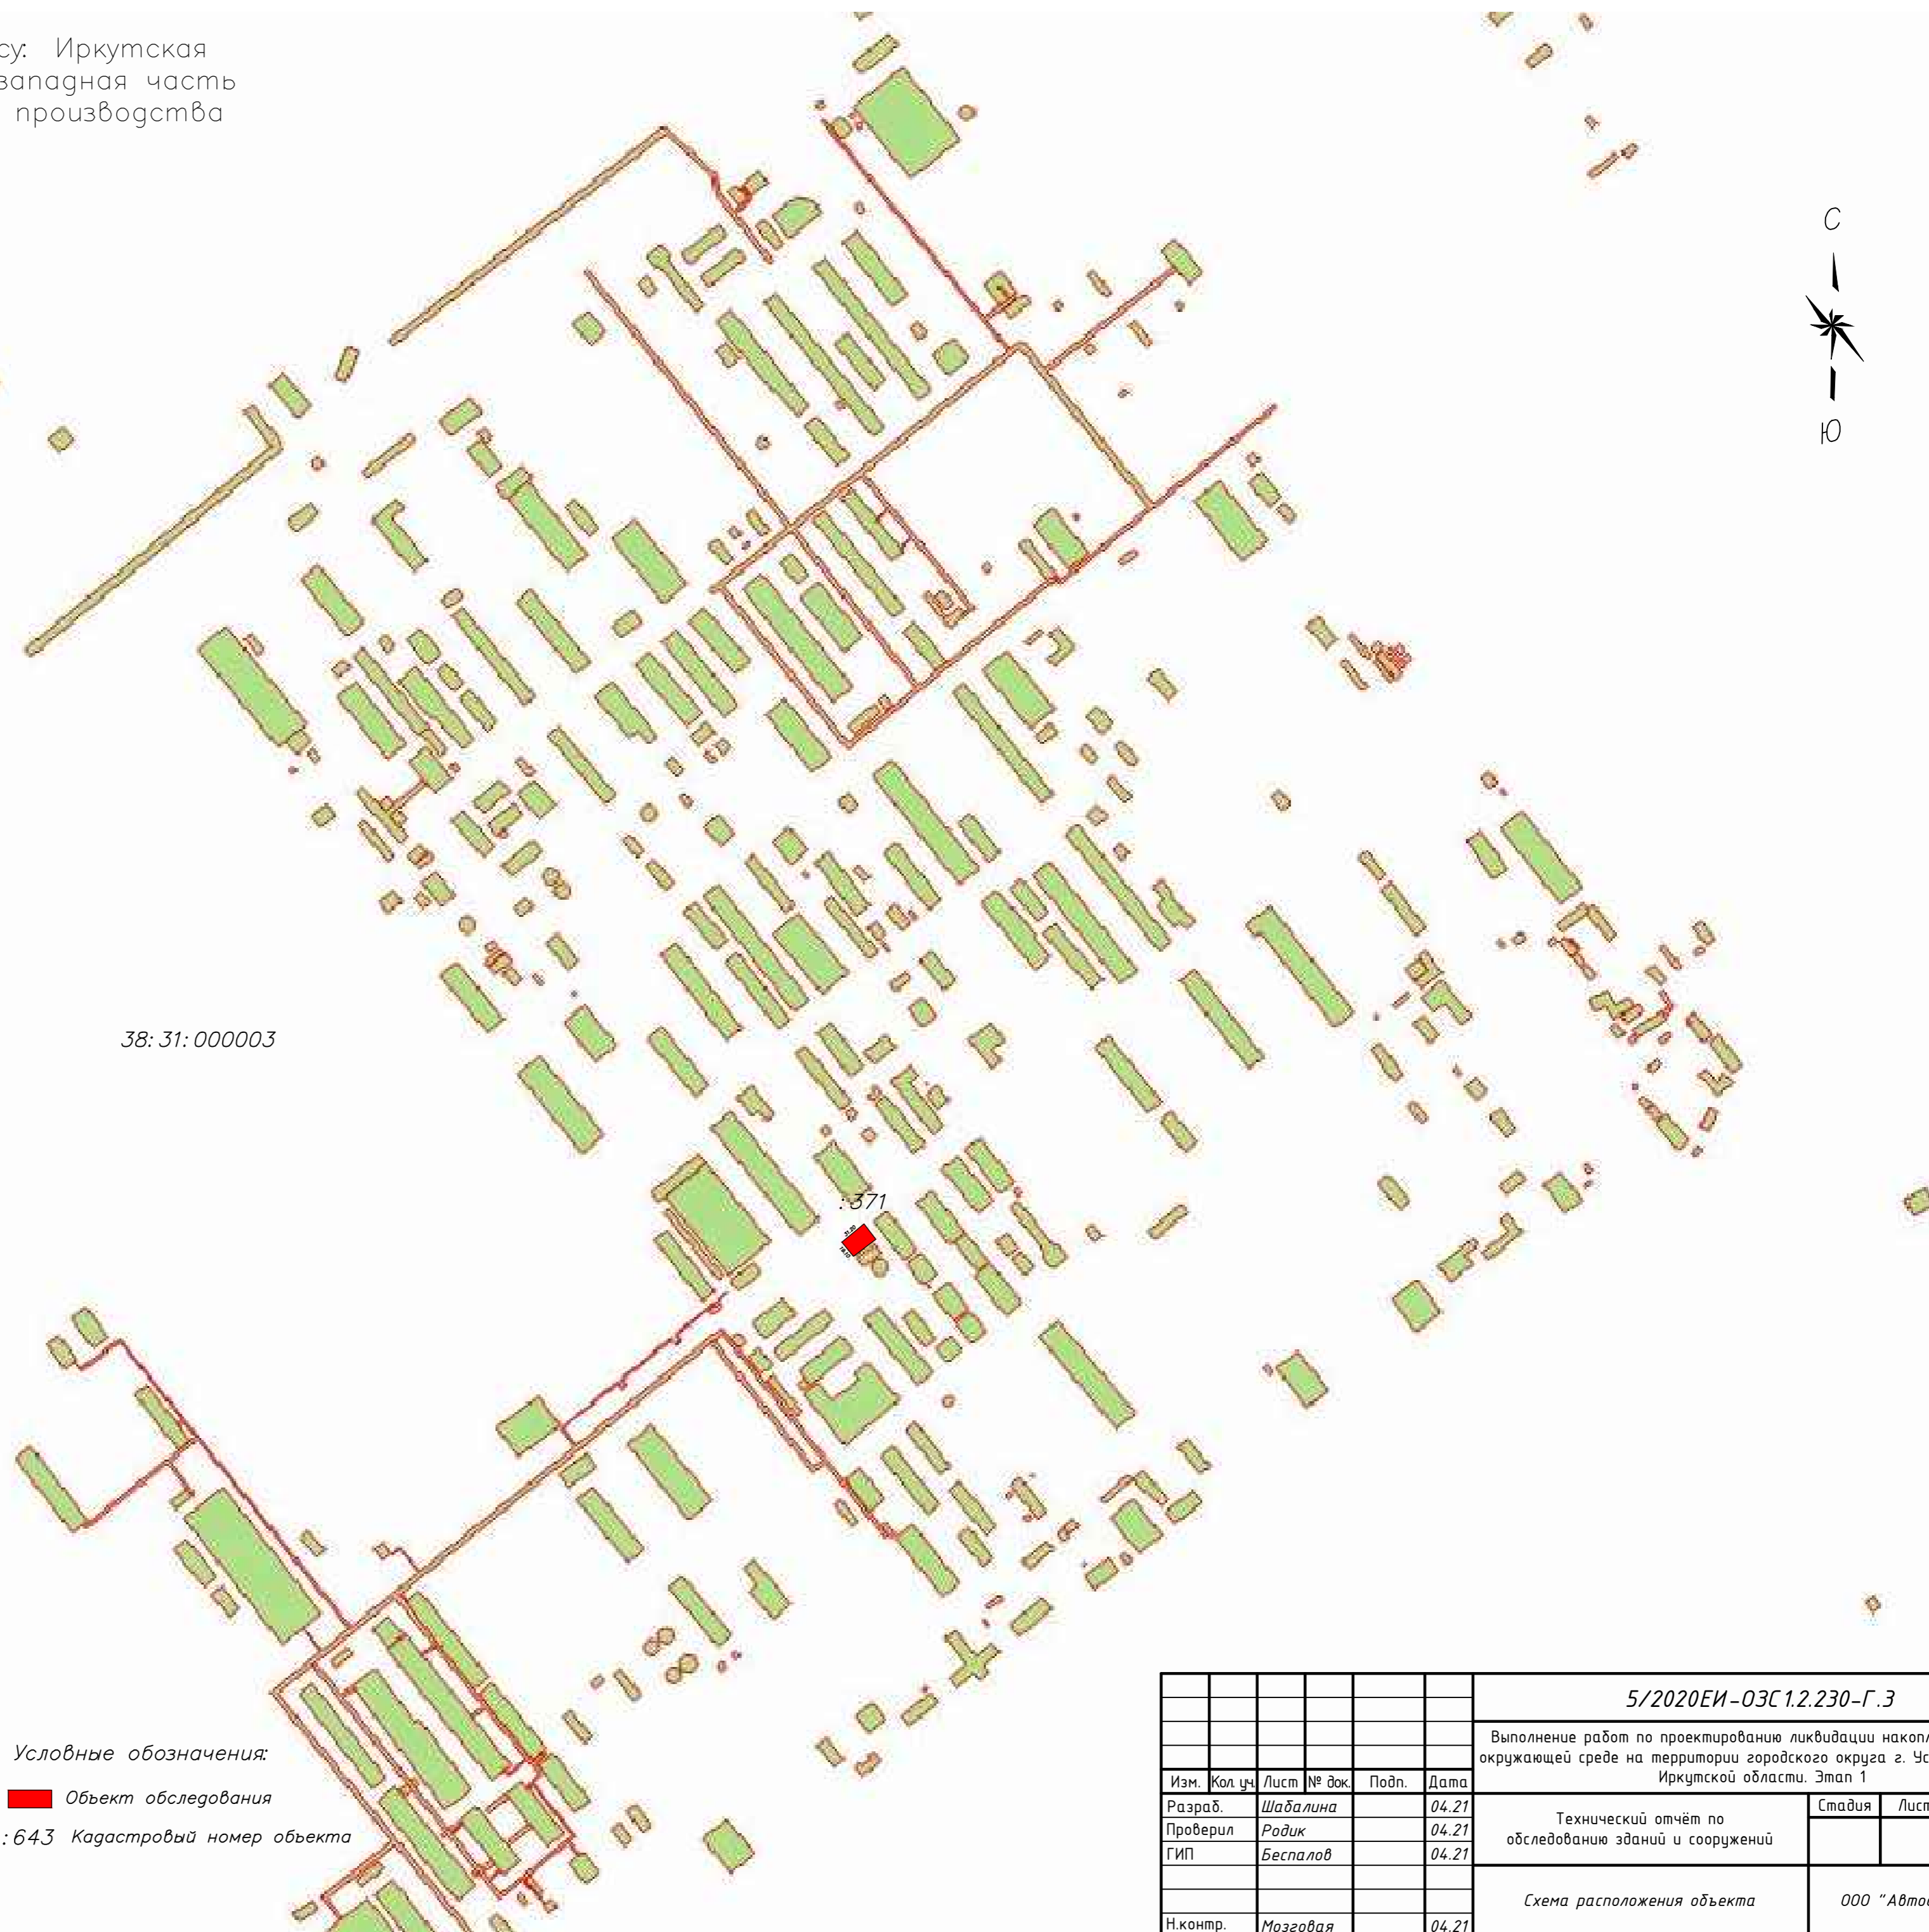 су: Иркутская
западная часть
производства
С
Ю
38:31:000003
:371
Условные обозначения:
Объект обследования
:643 Кадастровый номер объекта
5/2020ЕИ-ОЗС1.2.230-Г.3
Выполнение работ по проектированию ликвидации накопл
окружающей среде на территории городского округа г. Ус
Иркутской области. Этап 1
Изм. Кол.уч Лист № док. Подп. Дата
Разраб. Шабалина 04.21
Проверил Родик 04.21
ГИП Беспалов 04.21
Н.контр. Мозговая 04.21
Технический отчёт по
обследованию зданий и сооружений
Стадия Лист
Схема расположения объекта
ООО "Авто